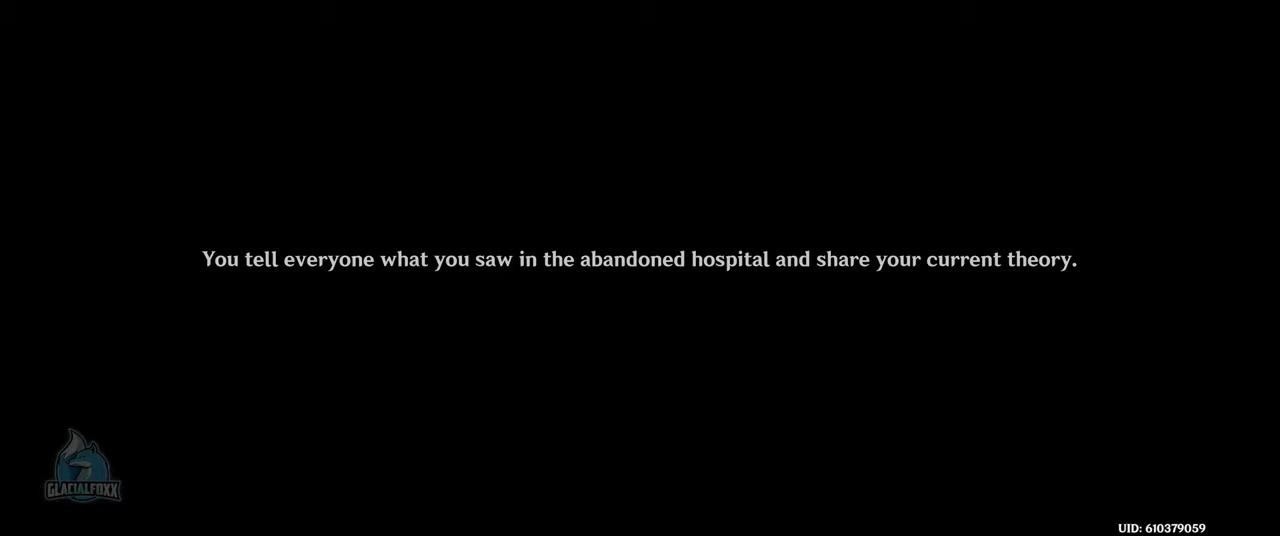 You tell everyone what you saw in the abandoned hospital and share your current theory.
GLACIALFOXX
UID: 610379059